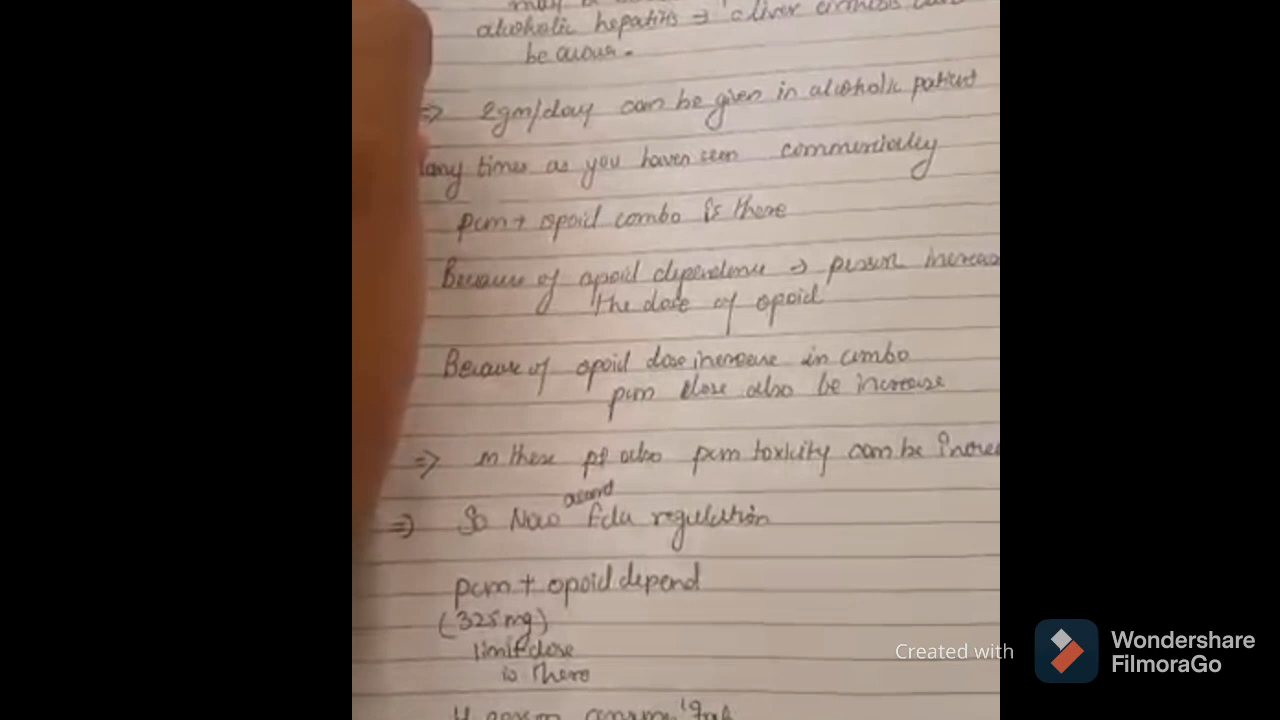 alcoholic hepatitis ⇒ liver cirrhosis
be occur.
⇒ 2gm/day can be given in alcoholic patient
many times as you have seen commercially
pcm + opoid combo is there
Because of opoid dependence → person increas
the dose of opoid
Because of opoid dose increase in combo
pcm dose also be increase
⇒ in these pt also pcm toxicity can be increa
⇒ So Now accord fda regulation
pcm + opoid depend
(325mg)
limit dose
is there
Created with
Wondershare
FilmoraGo